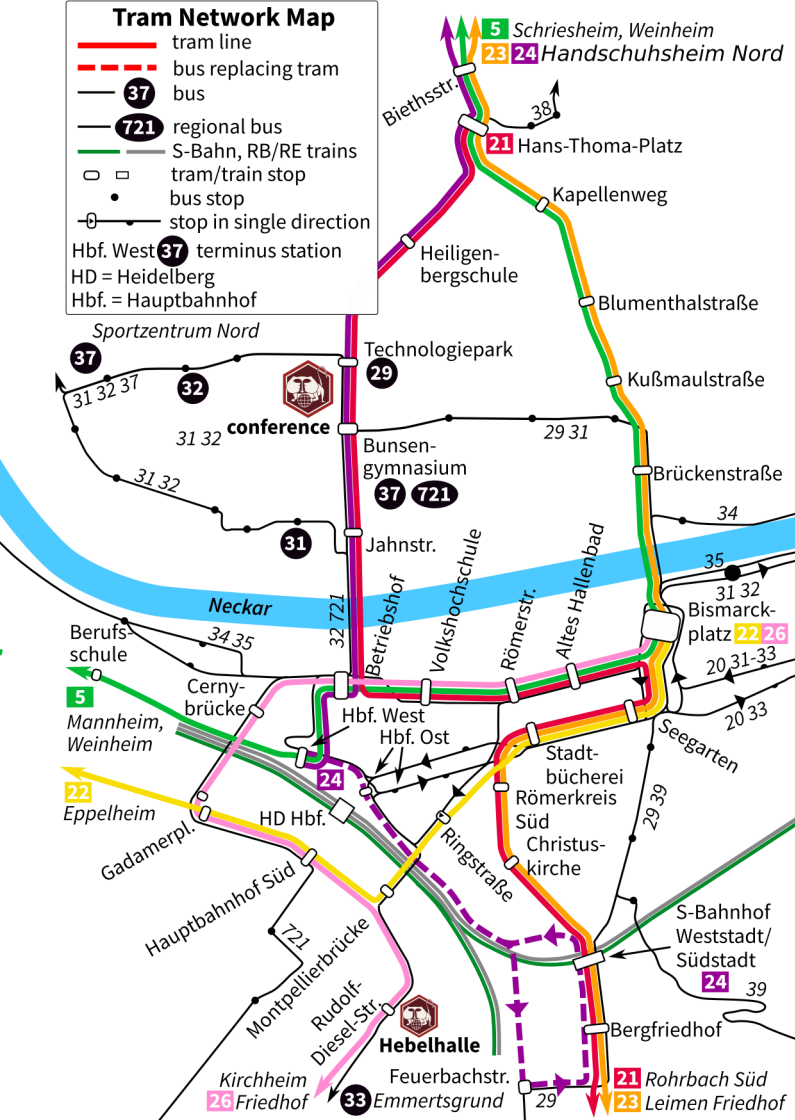 Tram Network Map
tram line
bus replacing tram
37 bus
721 regional bus
S-Bahn, RB/RE trains
tram/train stop
bus stop
stop in single direction
Hbf. West 37 terminus station
HD = Heidelberg
Hbf. = Hauptbahnhof
5 Schriesheim, Weinheim
23 24 Handschuhsheim Nord
Biethsstr.
38
21 Hans-Thoma-Platz
Kapellenweg
Heiligen-
bergschule
Blumenthalstraße
Sportzentrum Nord
37
31 32 37
32
Technologiepark
29
Kußmaulstraße
conference
31 32
29 31
Bunsen-
gymnasium
37 721
Brückenstraße
31 32
31
Jahnstr.
34
35
31 32
Neckar
32 721
Betriebshof
Volkshochschule
Römerstr.
Altes Hallenbad
Bismarck-
platz 22 26
Berufs-
schule
34 35
20 31-33
20 33
5
Mannheim,
Weinheim
Cerny-
brücke
Hbf. West
Hbf. Ost
24
Seegarten
Stadt-
bücherei
22
Eppelheim
HD Hbf.
Römerkreis
Süd
29 39
Gadamerpl.
Ringstraße
Christus-
kirche
Hauptbahnhof Süd
721
Montpellierbrücke
S-Bahnhof
Weststadt/
Südstadt
24
39
Rudolf-
Diesel-Str.
Hebelhalle
Bergfriedhof
Kirchheim
26 Friedhof
33 Emmertsgrund
Feuerbachstr.
29
21 Rohrbach Süd
23 Leimen Friedhof